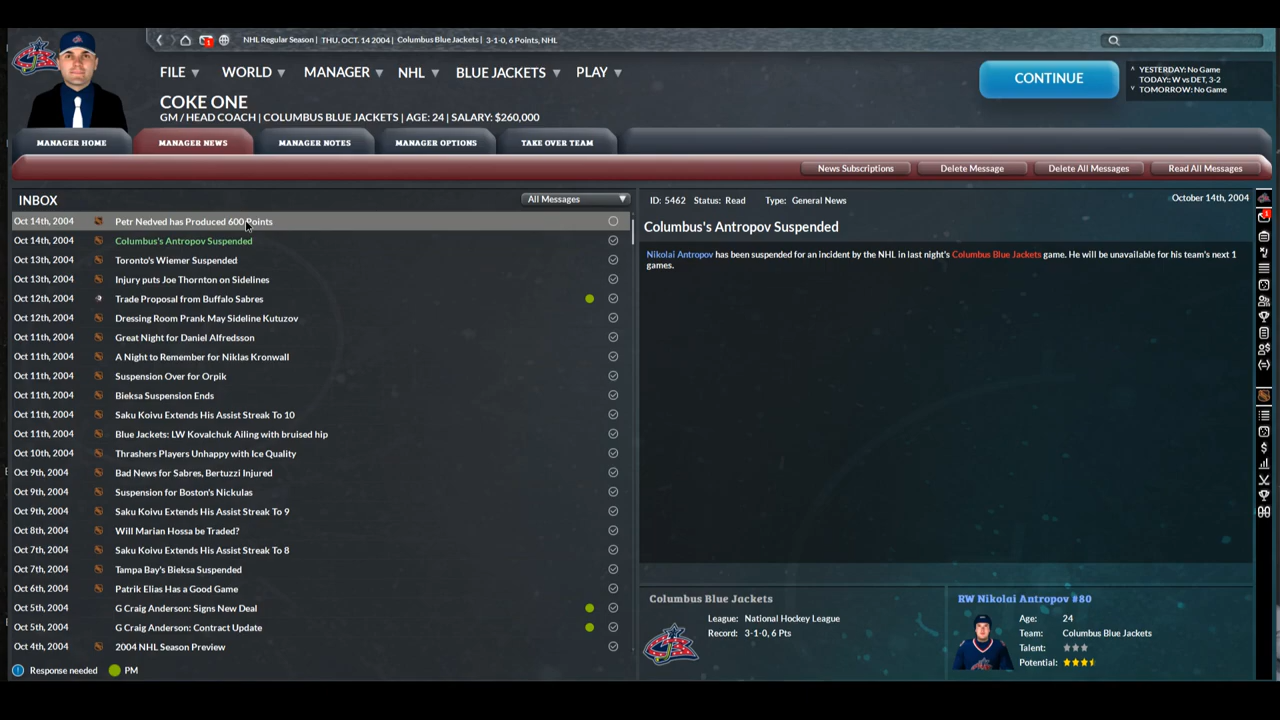 NHL Regular Season | THU. OCT. 14 2004 | Columbus Blue Jackets | 3-1-0, 6 Points, NHL
FILE WORLD MANAGER NHL BLUE JACKETS PLAY
CONTINUE
YESTERDAY: No Game
TODAY: W vs DET, 3-2
TOMORROW: No Game
COKE ONE
GM / HEAD COACH | COLUMBUS BLUE JACKETS | AGE: 24 | SALARY: $260,000
MANAGER HOME MANAGER NEWS MANAGER NOTES MANAGER OPTIONS TAKE OVER TEAM
News Subscriptions Delete Message Delete All Messages Read All Messages
INBOX All Messages
Oct 14th, 2004 Petr Nedved has Produced 600 Points
Oct 14th, 2004 Columbus's Antropov Suspended
Oct 13th, 2004 Toronto's Wiemer Suspended
Oct 13th, 2004 Injury puts Joe Thornton on Sidelines
Oct 12th, 2004 Trade Proposal from Buffalo Sabres
Oct 12th, 2004 Dressing Room Prank May Sideline Kutuzov
Oct 11th, 2004 Great Night for Daniel Alfredsson
Oct 11th, 2004 A Night to Remember for Niklas Kronwall
Oct 11th, 2004 Suspension Over for Orpik
Oct 11th, 2004 Bieksa Suspension Ends
Oct 11th, 2004 Saku Koivu Extends His Assist Streak To 10
Oct 11th, 2004 Blue Jackets: LW Kovalchuk Ailing with bruised hip
Oct 10th, 2004 Thrashers Players Unhappy with Ice Quality
Oct 9th, 2004 Bad News for Sabres, Bertuzzi Injured
Oct 9th, 2004 Suspension for Boston's Nickulas
Oct 9th, 2004 Saku Koivu Extends His Assist Streak To 9
Oct 8th, 2004 Will Marian Hossa be Traded?
Oct 7th, 2004 Saku Koivu Extends His Assist Streak To 8
Oct 7th, 2004 Tampa Bay's Bieksa Suspended
Oct 6th, 2004 Patrik Elias Has a Good Game
Oct 5th, 2004 G Craig Anderson: Signs New Deal
Oct 5th, 2004 G Craig Anderson: Contract Update
Oct 4th, 2004 2004 NHL Season Preview
Response needed PM
ID: 5462 Status: Read Type: General News October 14th, 2004
Columbus's Antropov Suspended
Nikolai Antropov has been suspended for an incident by the NHL in last night's Columbus Blue Jackets game. He will be unavailable for his team's next 1
games.
Columbus Blue Jackets
League: National Hockey League
Record: 3-1-0, 6 Pts
RW Nikolai Antropov #80
Age: 24
Team: Columbus Blue Jackets
Talent:
Potential: